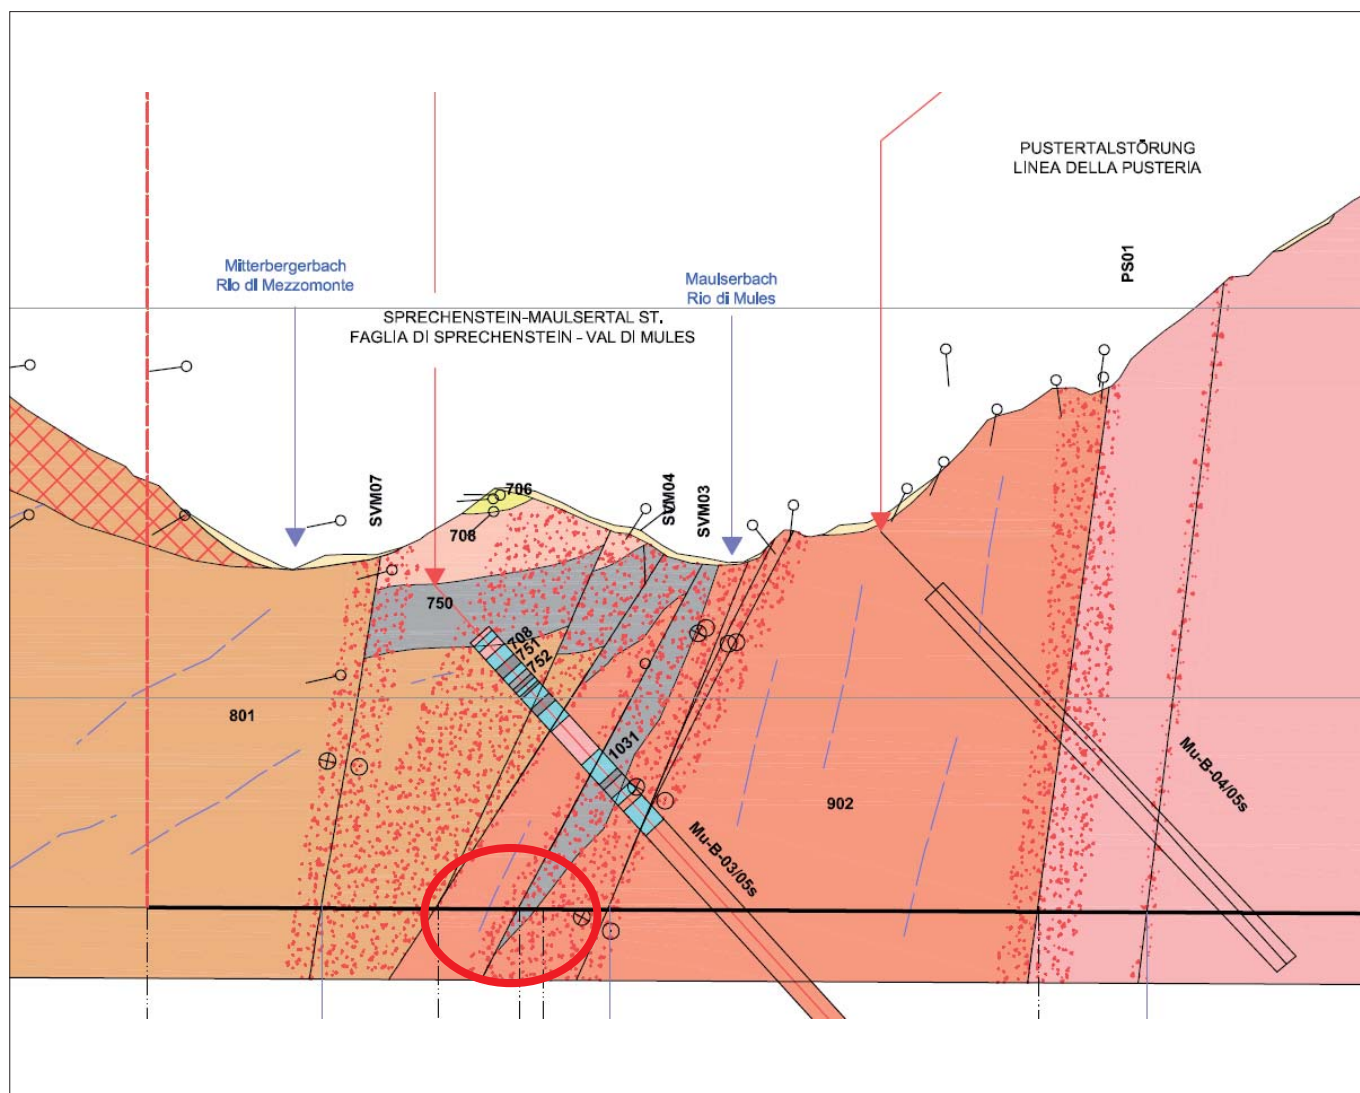 PUSTERTALSTÖRUNG
LINEA DELLA PUSTERIA
PS01
Mitterbergerbach
Rio di Mezzomonte
Maulserbach
Rio di Mules
SPRECHENSTEIN-MAULSERTAL ST.
FAGLIA DI SPRECHENSTEIN - VAL DI MULES
SVM07
706
SVM04
SVM03
708
750
708
751
752
801
1031
902
Mu-B-03/05s
Mu-B-04/05s